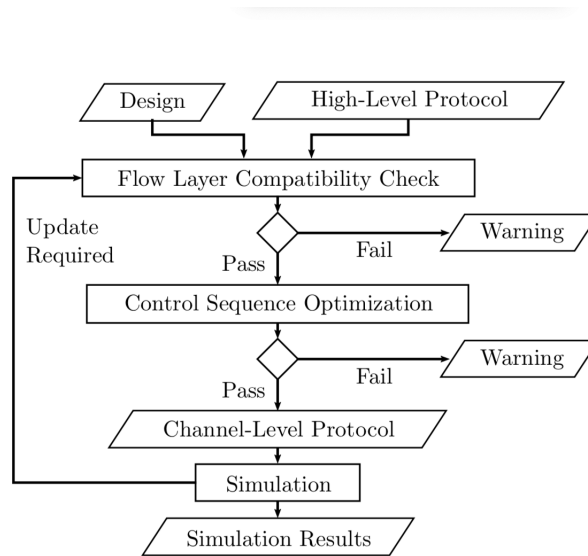 Design
High-Level Protocol
Flow Layer Compatibility Check
Update
Required
Warning
Fail
Pass
Control Sequence Optimization
Warning
Fail
Pass
Channel-Level Protocol
Simulation
Simulation Results